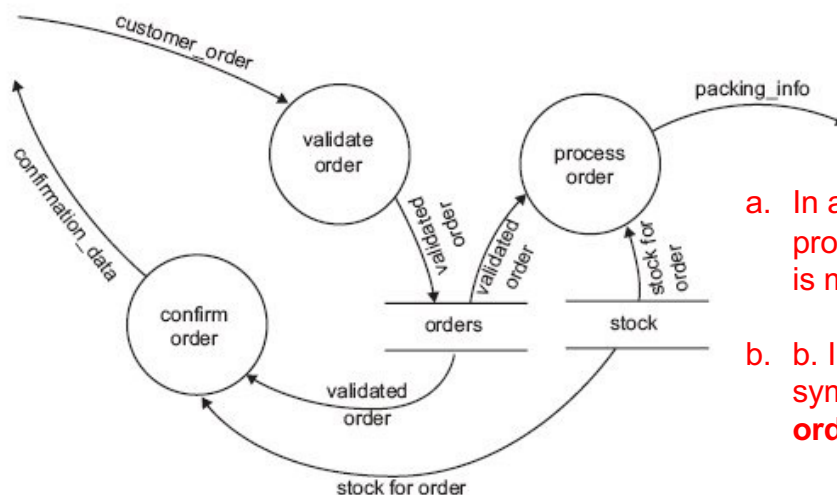 customer_order
validate
order
process
order
packing_info
validated
order
validated
order
stock for
order
confirmation_data
confirm
order
orders
stock
validated
order
stock for order
a. In a
pro
is m
b. b. I
sym
ord